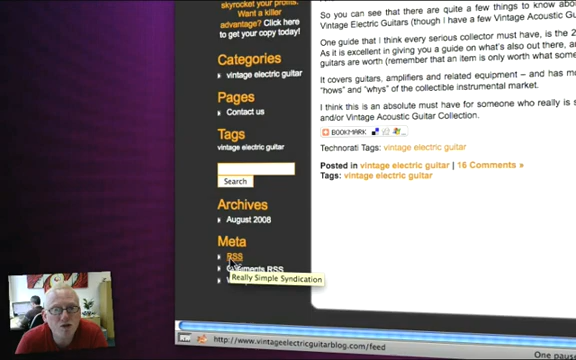 skyrocket your profits.
Want a killer
advantage? Click here
to get your copy today!
Categories
vintage electric guitar
Pages
Contact us
Tags
vintage electric guitar
Search
Archives
August 2008
Meta
RSS
Comments RSS
Really Simple Syndication
So you can see that there are quite a few things to know abou
Vintage Electric Guitars (though I have a few Vintage Acoustic Gu
One guide that I think every serious collector must have, is the 2
As it is excellent in giving you a guide on what's also out there, an
guitars are worth (remember that an item is only worth what some
It covers guitars, amplifiers and related equipment – and has mo
"hows" and "whys" of the collectible instrumental market.
I think this is an absolute must have for someone who really is s
and/or Vintage Acoustic Guitar Collection.
BOOKMARK
Technorati Tags: vintage electric guitar
Posted in vintage electric guitar | 16 Comments »
Tags: vintage electric guitar
http://www.vintageelectricguitarblog.com/feed
One pause